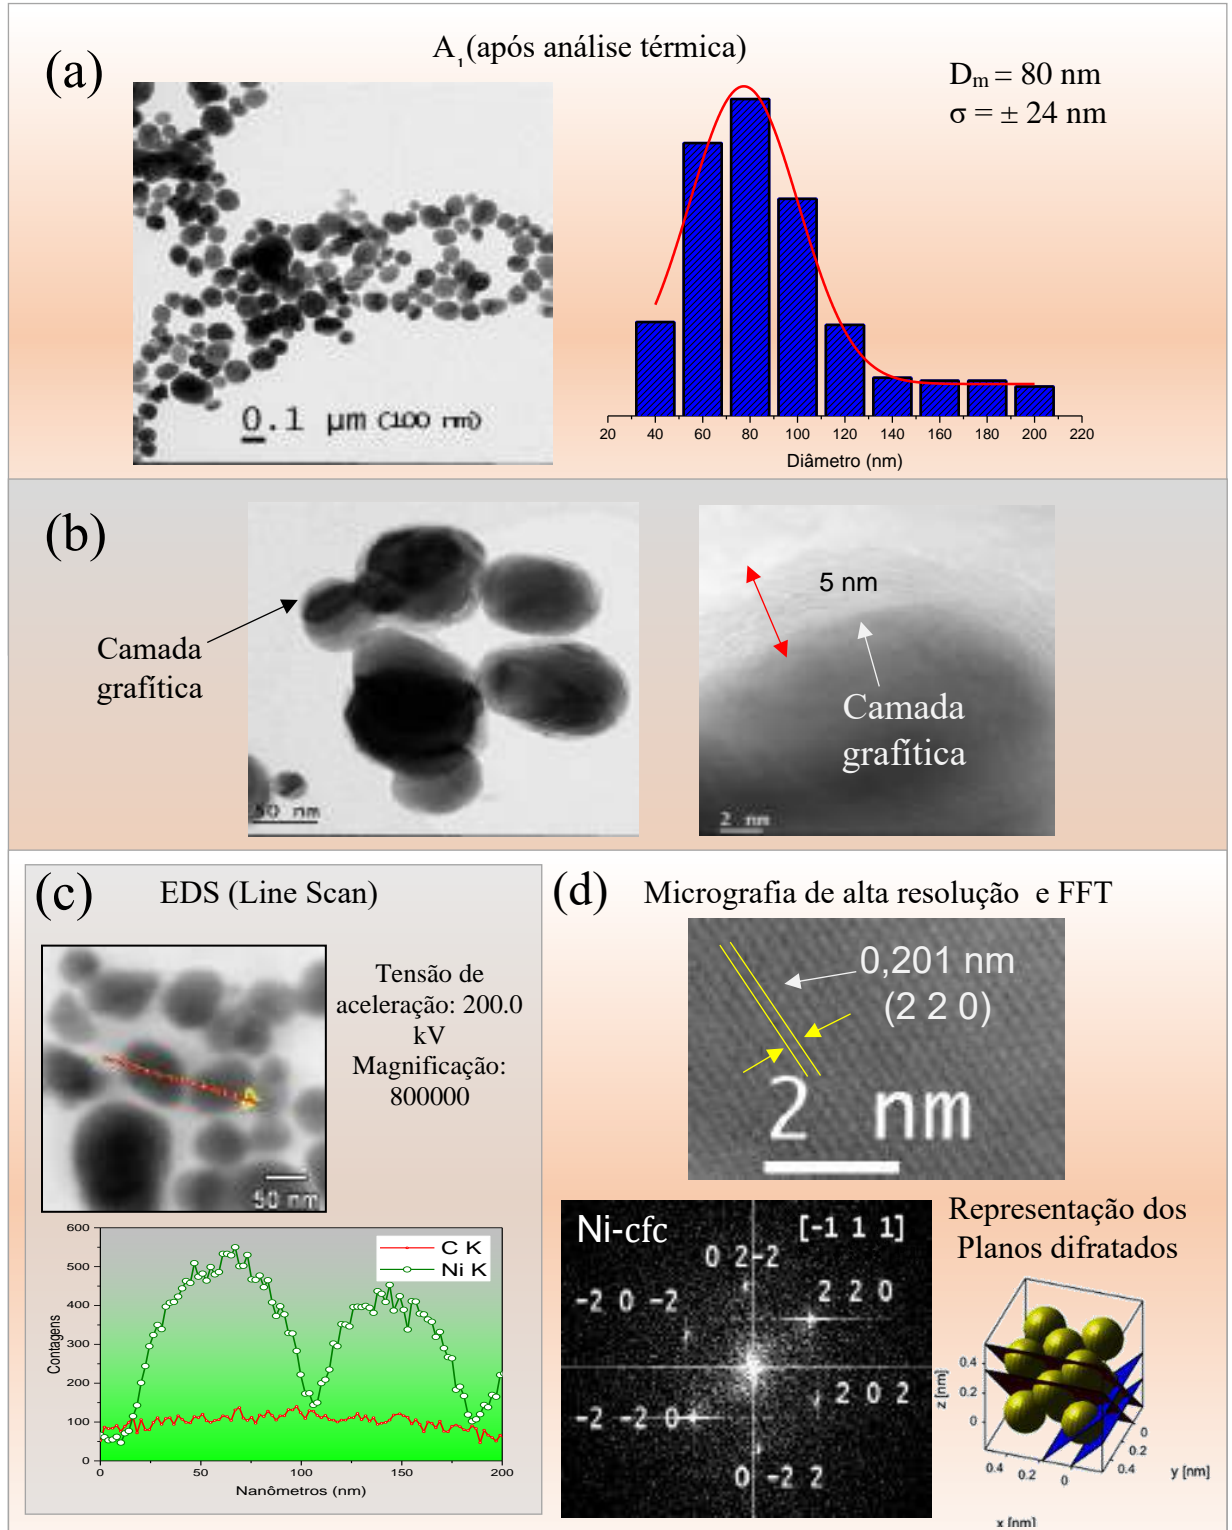 (a)
A1(após análise térmica)
Dm = 80 nm
σ = ± 24 nm
0.1 µm (100 nm)
20 40 60 80 100 120 140 160 180 200 220
Diâmetro (nm)
(b)
Camada
grafítica
50 nm
5 nm
Camada
grafítica
2 nm
(c)
EDS (Line Scan)
Tensão de
aceleração: 200.0
kV
Magnificação:
800000
50 nm
600
500
400
300
200
100
0
Contagens
C K
Ni K
0 50 100 150 200
Nanômetros (nm)
(d)
Micrografia de alta resolução e FFT
0,201 nm
(2 2 0)
2 nm
Ni-cfc
[-1 1 1]
0 2-2
2 2 0
-2 0 -2
2 0 2
-2 -2 0
0 -2 2
Representação dos
Planos difratados
0.4
0.2
0
z [nm]
0.4 0.2 0
x [nm]
0
0.2
0.4
y [nm]